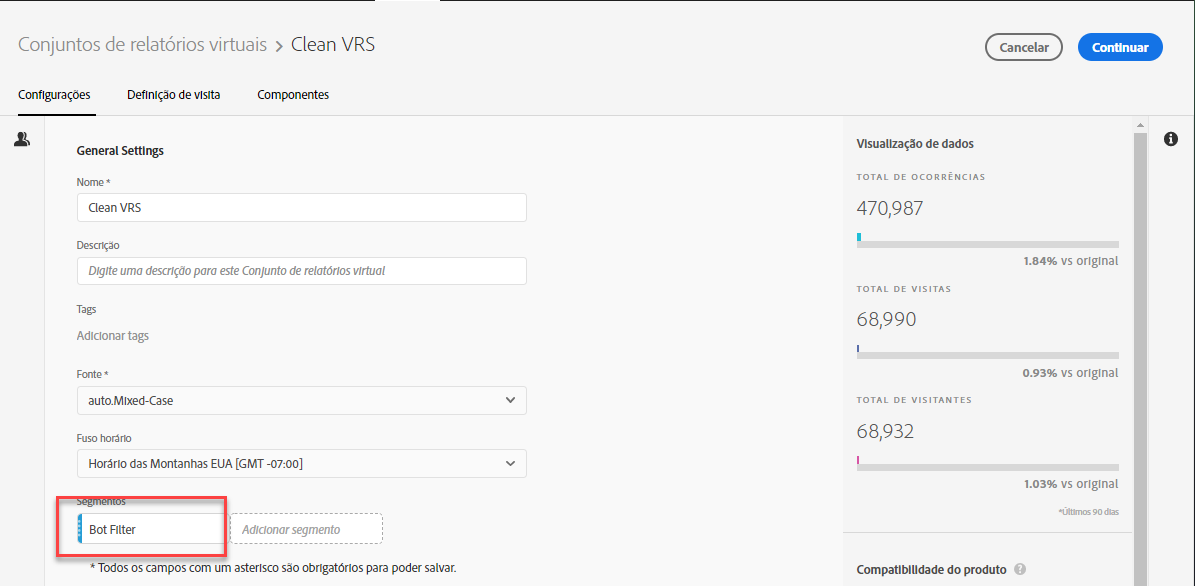 Conjuntos de relatórios virtuais > Clean VRS
Cancelar
Continuar
Configurações
Definição de visita
Componentes
General Settings
Nome *
Clean VRS
Descrição
Digite uma descrição para este Conjunto de relatórios virtual
Tags
Adicionar tags
Fonte *
auto.Mixed-Case
Fuso horário
Horário das Montanhas EUA [GMT -07:00]
Segmentos
Bot Filter
Adicionar segmento
* Todos os campos com um asterisco são obrigatórios para poder salvar.
Visualização de dados
TOTAL DE OCORRÊNCIAS
470,987
1.84% vs original
TOTAL DE VISITAS
68,990
0.93% vs original
TOTAL DE VISITANTES
68,932
1.03% vs original
*Últimos 90 dias
Compatibilidade do produto